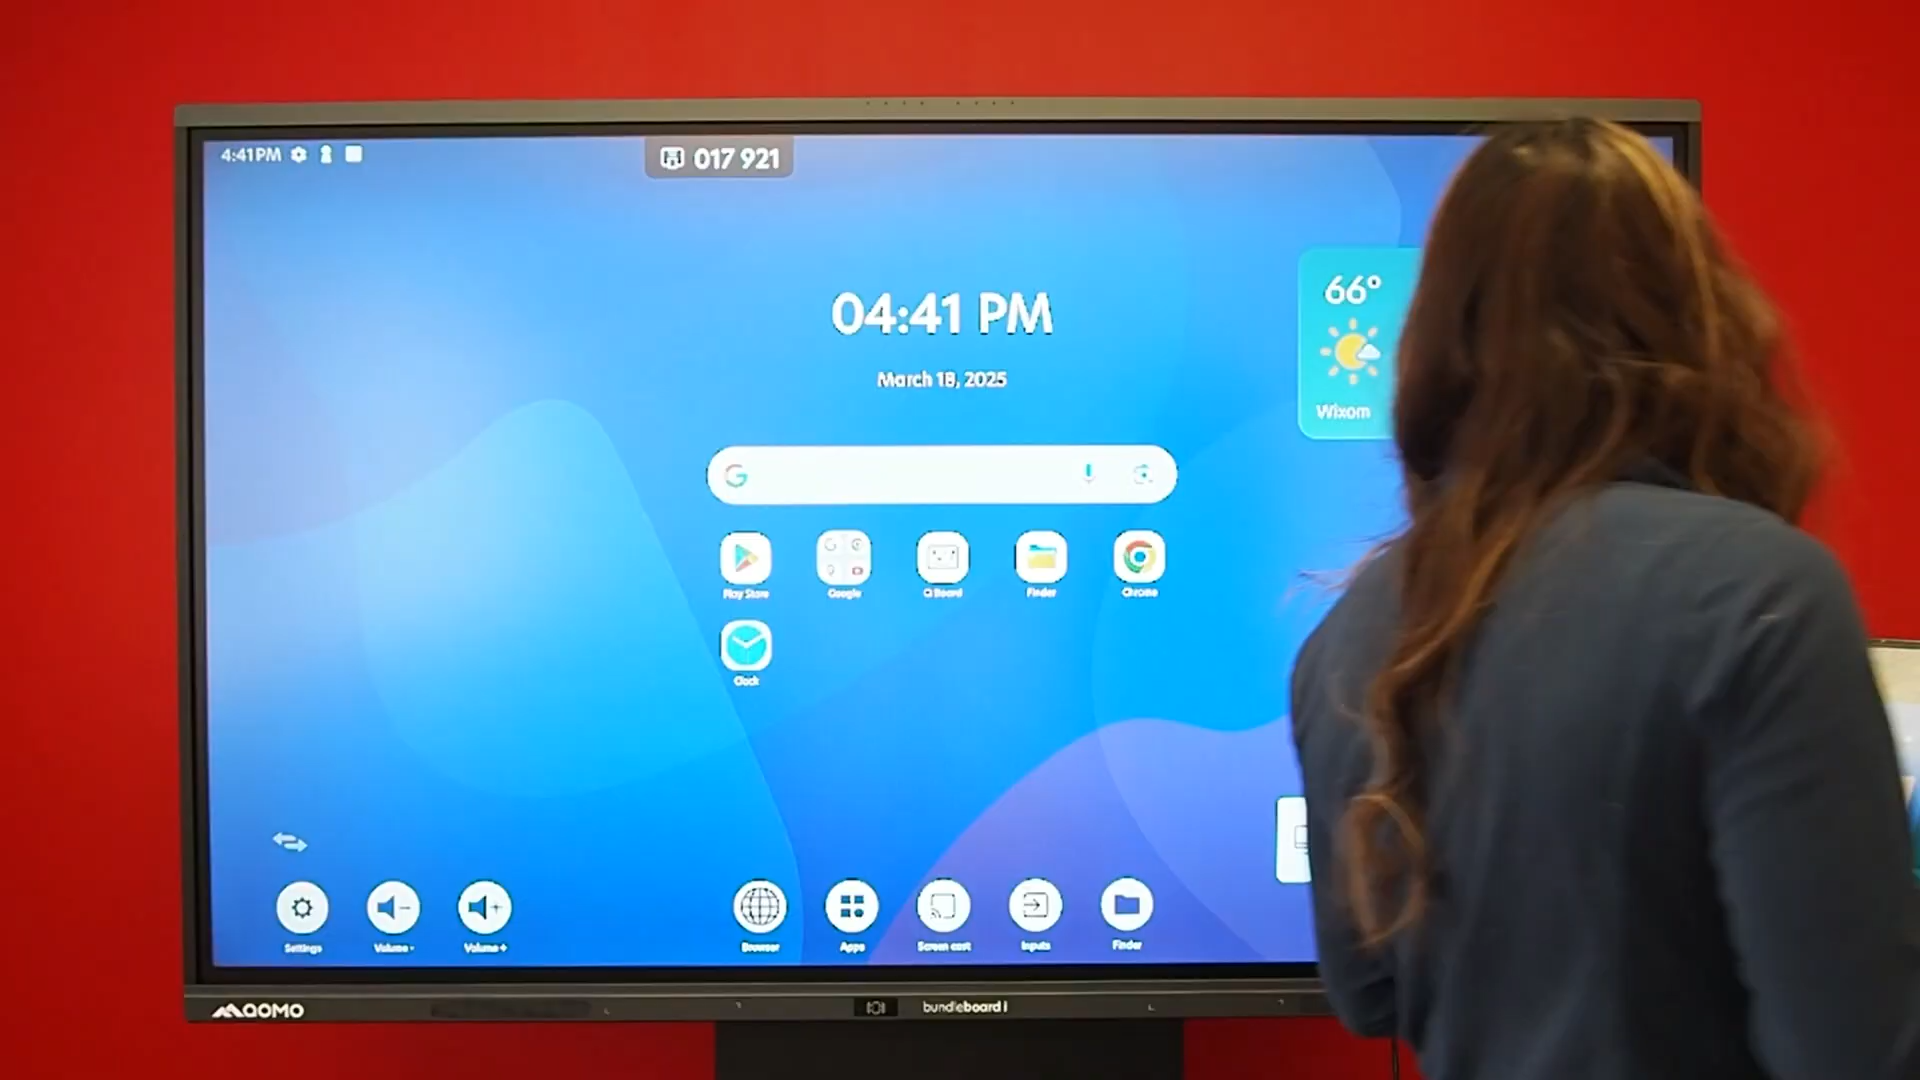 4:41PM
017 921
04:41 PM
March 18, 2025
66°
Wixom
Play Store
Google
QBoard
Finder
Chrome
Clock
Settings
Volume -
Volume +
Browser
Apps
Screen cast
Inputs
Finder
QOMO
bundleboard i